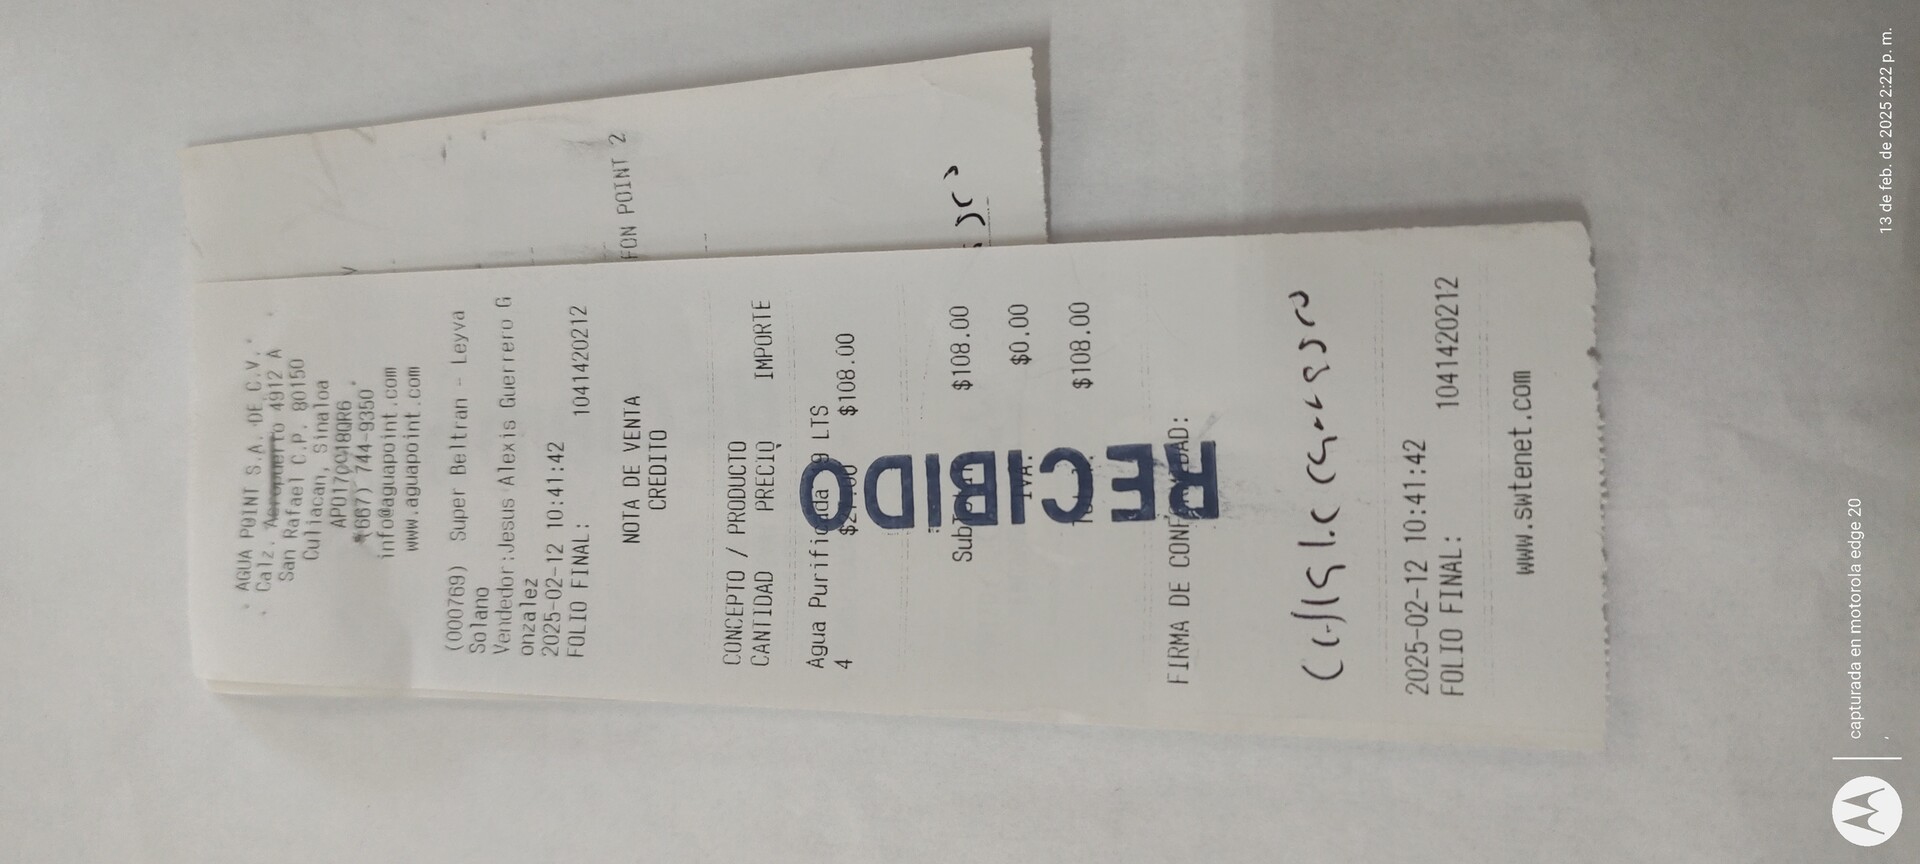 AGUA POINT S.A. DE C.V.
Calz. Aeropuerto 4912 A
San Rafael C.P. 80150
Culiacan, Sinaloa
(667) 744-9350
info@aguapoint.com
www.aguapoint.com
(000769) Super Beltran - Leyva
Solano
Vendedor:Jesus Alexis Guerrero G
onzalez
2025-02-12 10:41:42
FOLIO FINAL: 1041420212
NOTA DE VENTA
CREDITO
CONCEPTO / PRODUCTO
CANTIDAD PRECIO IMPORTE
Agua Purificada 9 LTS
4 $108.00
$108.00
IVA: $0.00
$108.00
RECIBIDO
FIRMA DE CONFORMIDAD:
2025-02-12 10:41:42
FOLIO FINAL: 1041420212
www.swtenet.com
FON POINT 2
capturada en motorola edge 20
13 de feb. de 2025 2:22 p. m.